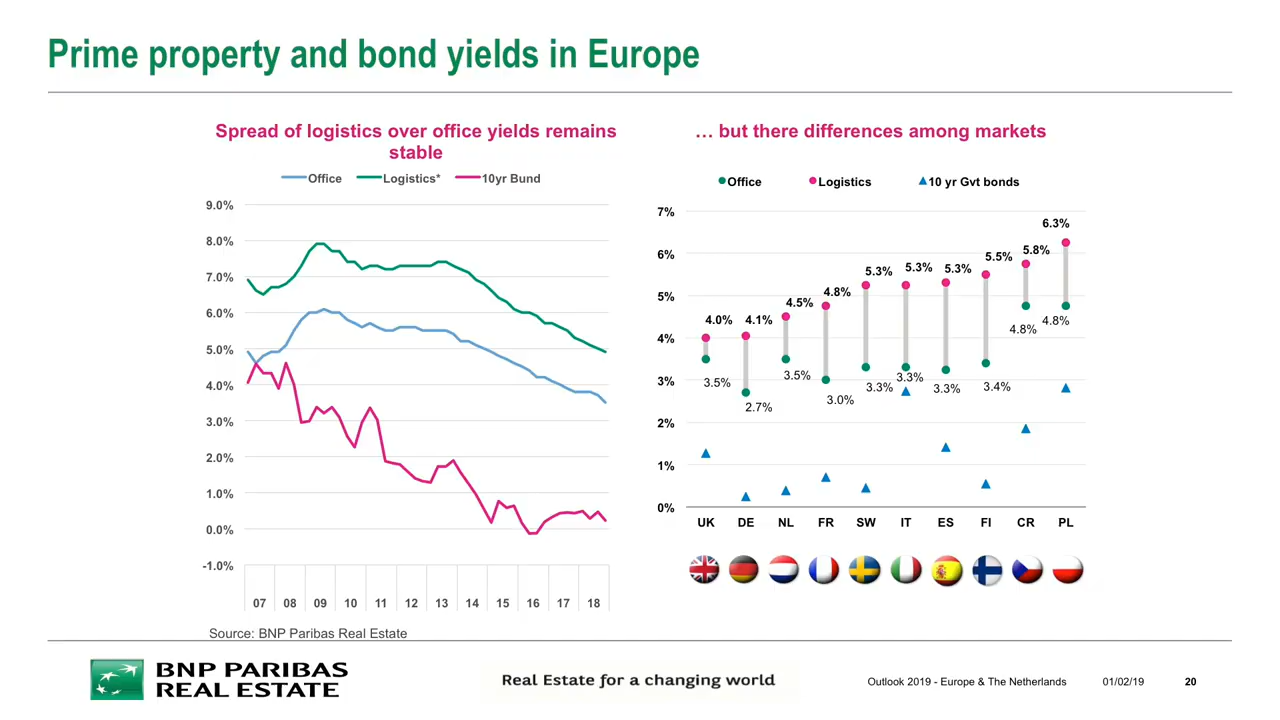 Prime property and bond yields in Europe
Spread of logistics over office yields remains
stable
Office Logistics* 10yr Bund
9.0%
8.0%
7.0%
6.0%
5.0%
4.0%
3.0%
2.0%
1.0%
0.0%
-1.0%
07 08 09 10 11 12 13 14 15 16 17 18
Source: BNP Paribas Real Estate
… but there differences among markets
Office Logistics 10 yr Gvt bonds
7%
6%
5%
4%
3%
2%
1%
0%
4.0% 4.1% 4.5% 4.8% 5.3% 5.3% 5.3% 5.5% 5.8% 6.3%
3.5% 2.7% 3.5% 3.0% 3.3% 3.3% 3.3% 3.4% 4.8% 4.8%
UK DE NL FR SW IT ES FI CR PL
BNP PARIBAS
REAL ESTATE
Real Estate for a changing world
Outlook 2019 - Europe & The Netherlands 01/02/19 20